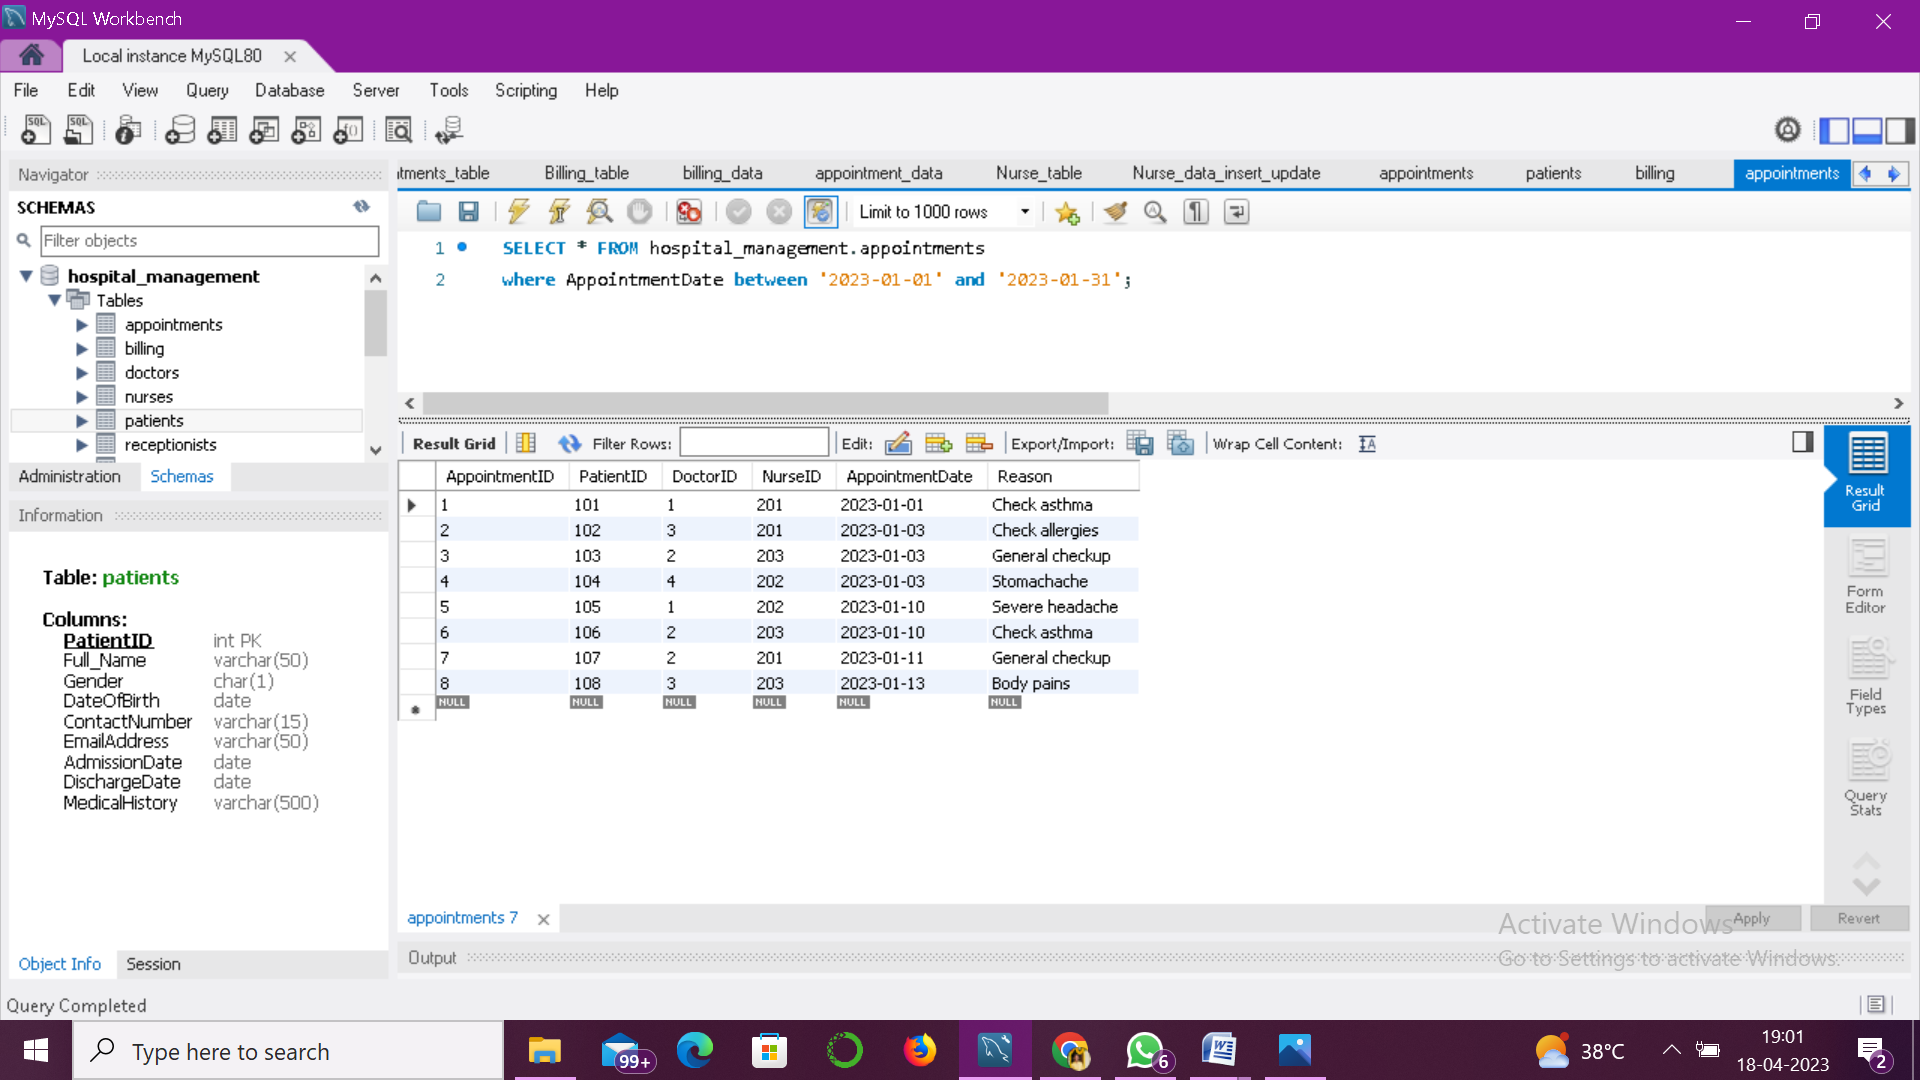 MySQL Workbench
Local instance MySQL80
File Edit View Query Database Server Tools Scripting Help
Navigator
SCHEMAS
Filter objects
hospital_management
Tables
appointments
billing
doctors
nurses
patients
receptionists
Administration Schemas
Information
Table: patients
Columns:
PatientID int PK
Full_Name varchar(50)
Gender char(1)
DateOfBirth date
ContactNumber varchar(15)
EmailAddress varchar(50)
AdmissionDate date
DischargeDate date
MedicalHistory varchar(500)
Object Info Session
Query Completed
tments_table Billing_table billing_data appointment_data Nurse_table Nurse_data_insert_update appointments patients billing appointments
Limit to 1000 rows
1 SELECT * FROM hospital_management.appointments
2 where AppointmentDate between '2023-01-01' and '2023-01-31';
Result Grid Filter Rows: Edit: Export/Import: Wrap Cell Content:
AppointmentID PatientID DoctorID NurseID AppointmentDate Reason
1 101 1 201 2023-01-01 Check asthma
2 102 3 201 2023-01-03 Check allergies
3 103 2 203 2023-01-03 General checkup
4 104 4 202 2023-01-03 Stomachache
5 105 1 202 2023-01-10 Severe headache
6 106 2 203 2023-01-10 Check asthma
7 107 2 201 2023-01-11 General checkup
8 108 3 203 2023-01-13 Body pains
NULL NULL NULL NULL NULL NULL
Result
Grid
Form
Editor
Field
Types
Query
Stats
appointments 7
Apply Revert
Output
Activate Windows
Go to Settings to activate Windows.
Type here to search
99+
6
38°C
19:01
18-04-2023
2